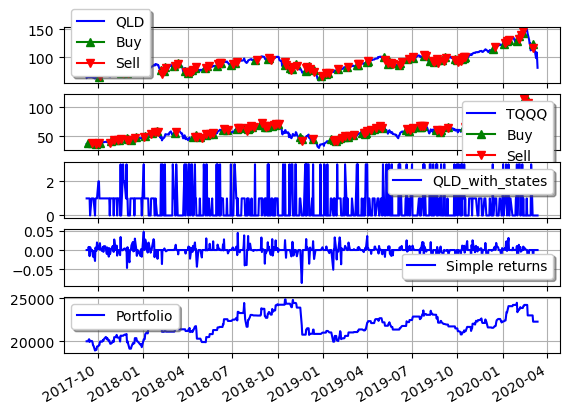 150
100
QLD
Buy
Sell
100
50
TQQQ
Buy
Sell
2
0
QLD_with_states
0.05
0.00
−0.05
Simple returns
25000
20000
Portfolio
2017-10
2018-01
2018-04
2018-07
2018-10
2019-01
2019-04
2019-07
2019-10
2020-01
2020-04